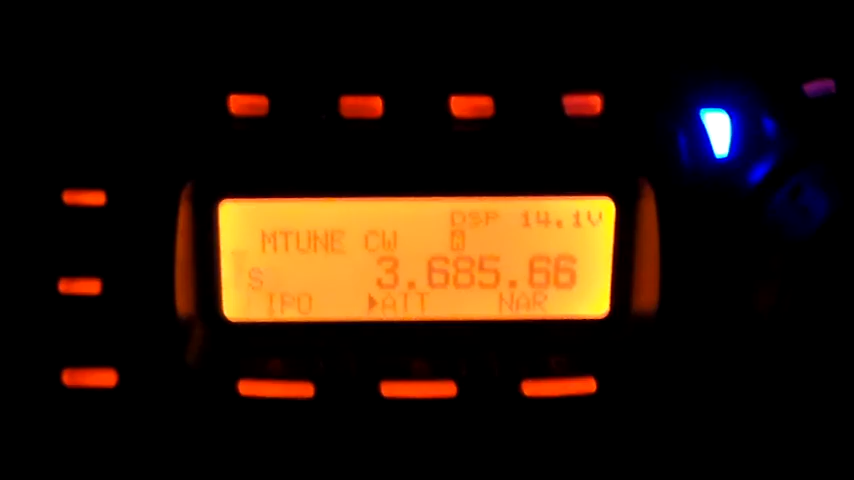 DSP 14.1V
MTUNE CW
S 3.685.66
IPO ▶ATT NAR